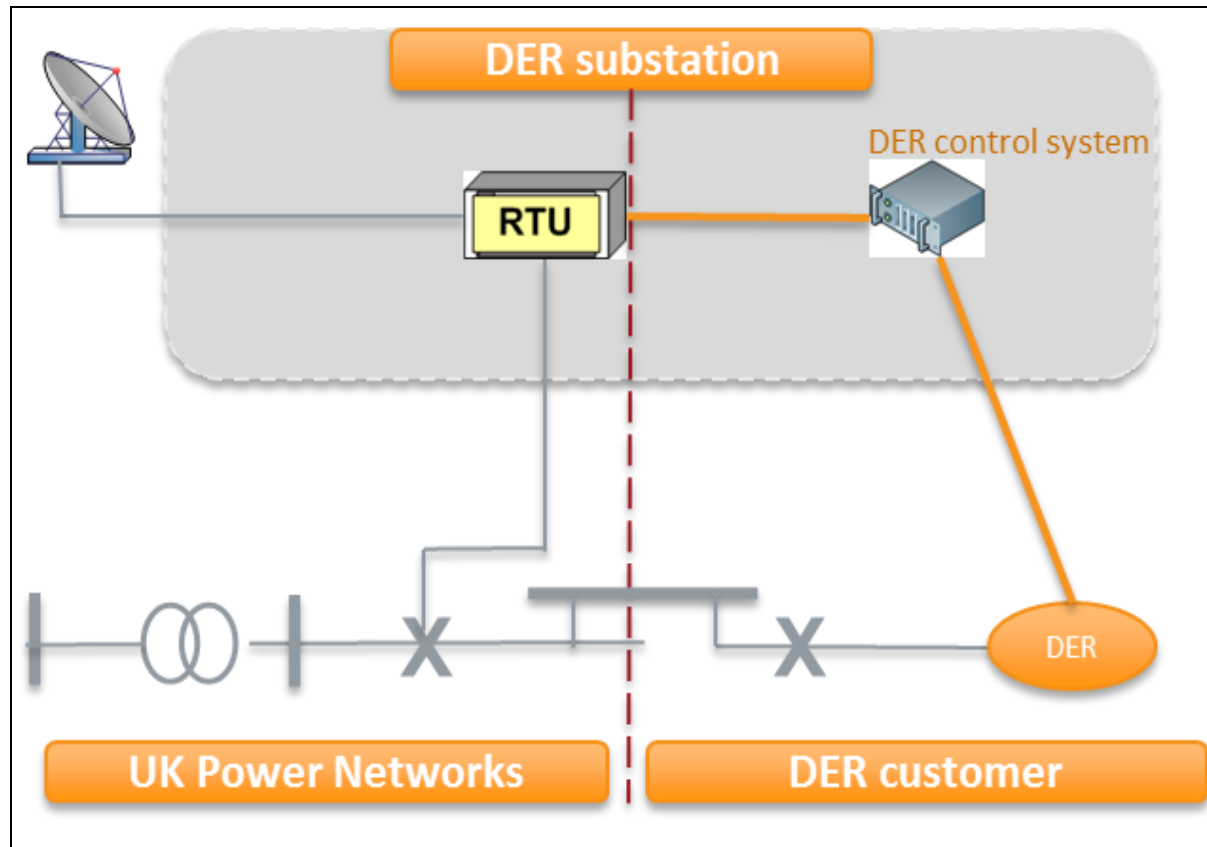 DER substation
DER control system
RTU
DER
UK Power Networks
DER customer